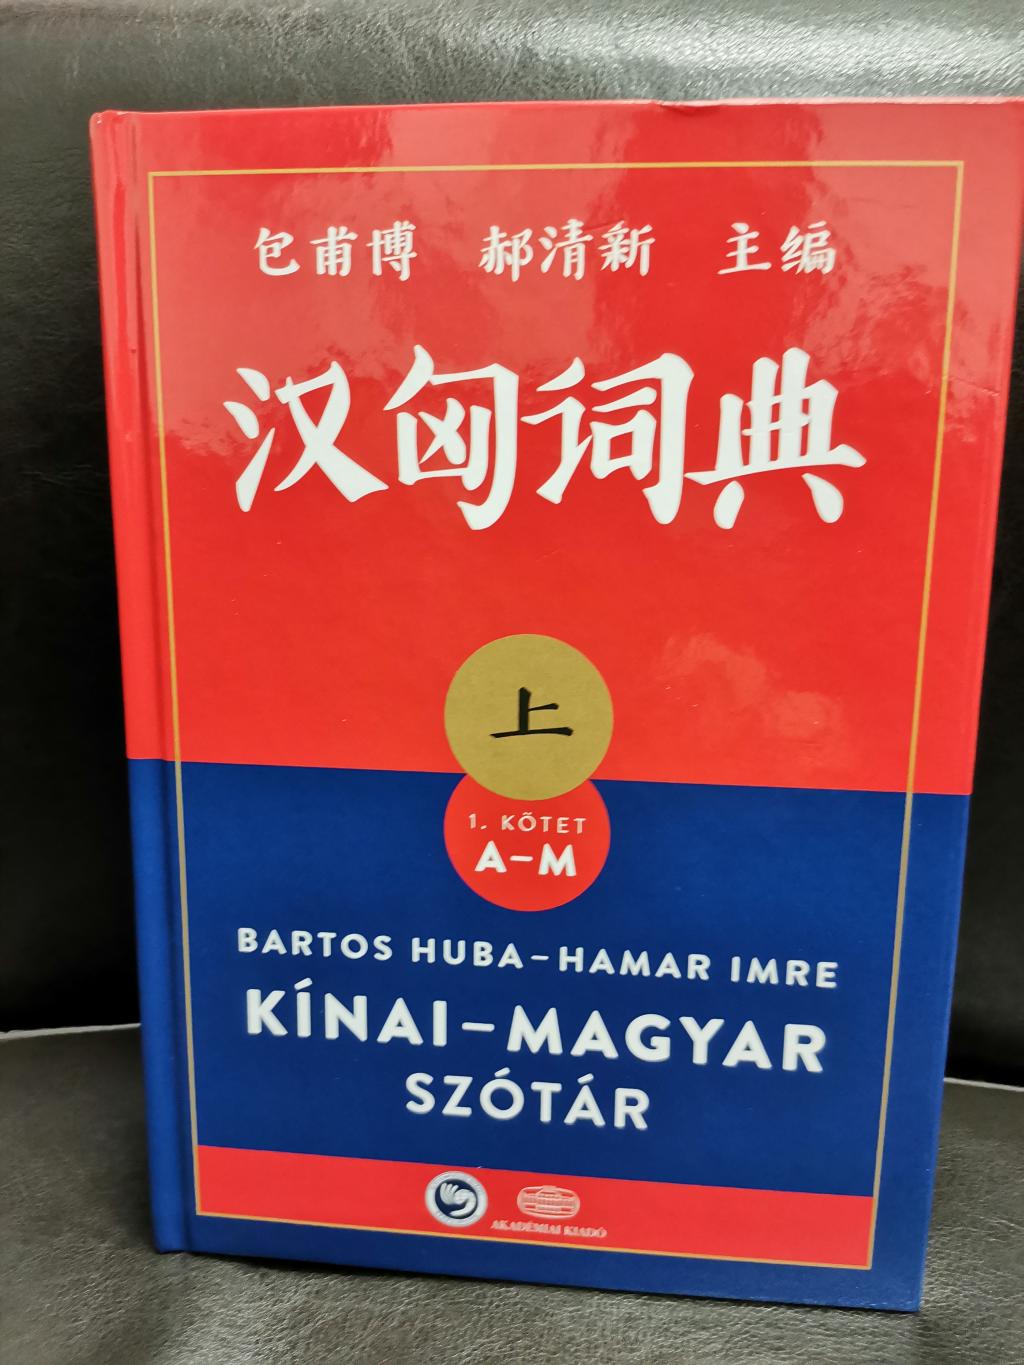 包甫博 郝清新 主编
汉匈词典
上
1. KÖTET
A–M
BARTOS HUBA–HAMAR IMRE
KÍNAI–MAGYAR
SZÓTÁR
AKADÉMIAI KIADÓ